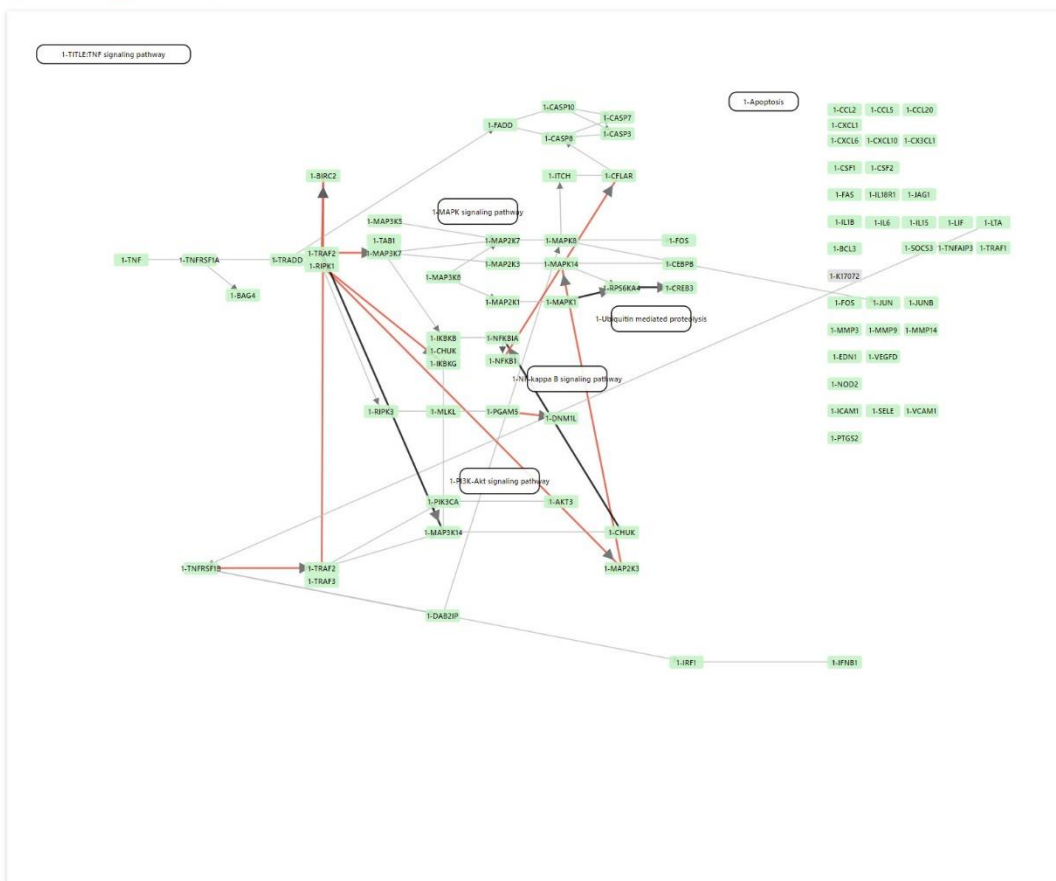 1-TITLE:TNF signaling pathway
1-Apoptosis
1-CASP10
1-CCL2 1-CCL5 1-CCL20
1-FADD
1-CASP7
1-CXCL1
1-CASP8
1-CASP3
1-CXCL6 1-CXCL10 1-CX3CL1
1-BIRC2
1-ITCH
1-CFLAR
1-CSF1 1-CSF2
1-FAS 1-IL18R1 1-JAG1
1-MAPK signaling pathway
1-MAP3K5
1-IL1B 1-IL6 1-IL15 1-LIF 1-LTA
1-TAB1
1-MAP2K7
1-MAPK8
1-FOS
1-BCL3 1-SOCS3 1-TNFAIP3 1-TRAF1
1-TNF
1-TNFRSF1A
1-TRADD
1-TRAF2
1-RIPK1
1-MAP3K7
1-MAP2K3
1-MAPK14
1-CEBPB
1-MAP3K8
1-K17072
1-BAG4
1-MAP2K1
1-MAPK1
1-RPS6KA4
1-CREB3
1-FOS 1-JUN 1-JUNB
1-Ubiquitin mediated proteolysis
1-MMP3 1-MMP9 1-MMP14
1-IKBKB
1-NFKBIA
1-CHUK
1-NFKB1
1-IKBKG
1-EDN1 1-VEGFD
1-NF-kappa B signaling pathway
1-NOD2
1-RIPK3
1-MLKL
1-PGAM5
1-DNM1L
1-ICAM1 1-SELE 1-VCAM1
1-PTGS2
1-PI3K-Akt signaling pathway
1-PIK3CA
1-AKT3
1-MAP3K14
1-CHUK
1-TNFRSF1B
1-TRAF2
1-TRAF3
1-MAP2K3
1-DAB2IP
1-IRF1
1-IFNB1